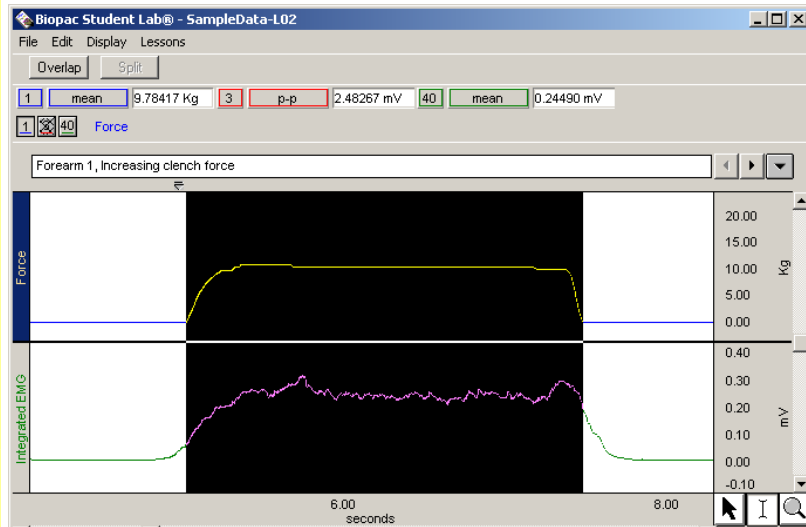 Biopac Student Lab® - SampleData-L02
File Edit Display Lessons
Overlap Split
1 mean 9.78417 Kg 3 p-p 2.48267 mV 40 mean 0.24490 mV
1 3 40 Force
Forearm 1, Increasing clench force
Force
20.00
15.00
10.00
5.00
0.00
Kg
Integrated EMG
0.40
0.30
0.20
0.10
0.00
-0.10
mV
6.00 8.00
seconds